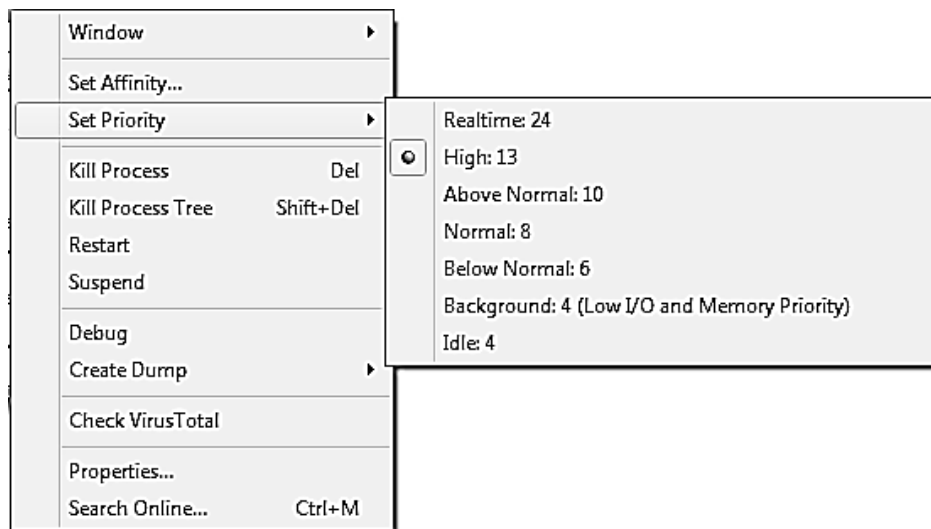 Window
Set Affinity...
Set Priority
Kill Process Del
Kill Process Tree Shift+Del
Restart
Suspend
Debug
Create Dump
Check VirusTotal
Properties...
Search Online... Ctrl+M
Realtime: 24
High: 13
Above Normal: 10
Normal: 8
Below Normal: 6
Background: 4 (Low I/O and Memory Priority)
Idle: 4